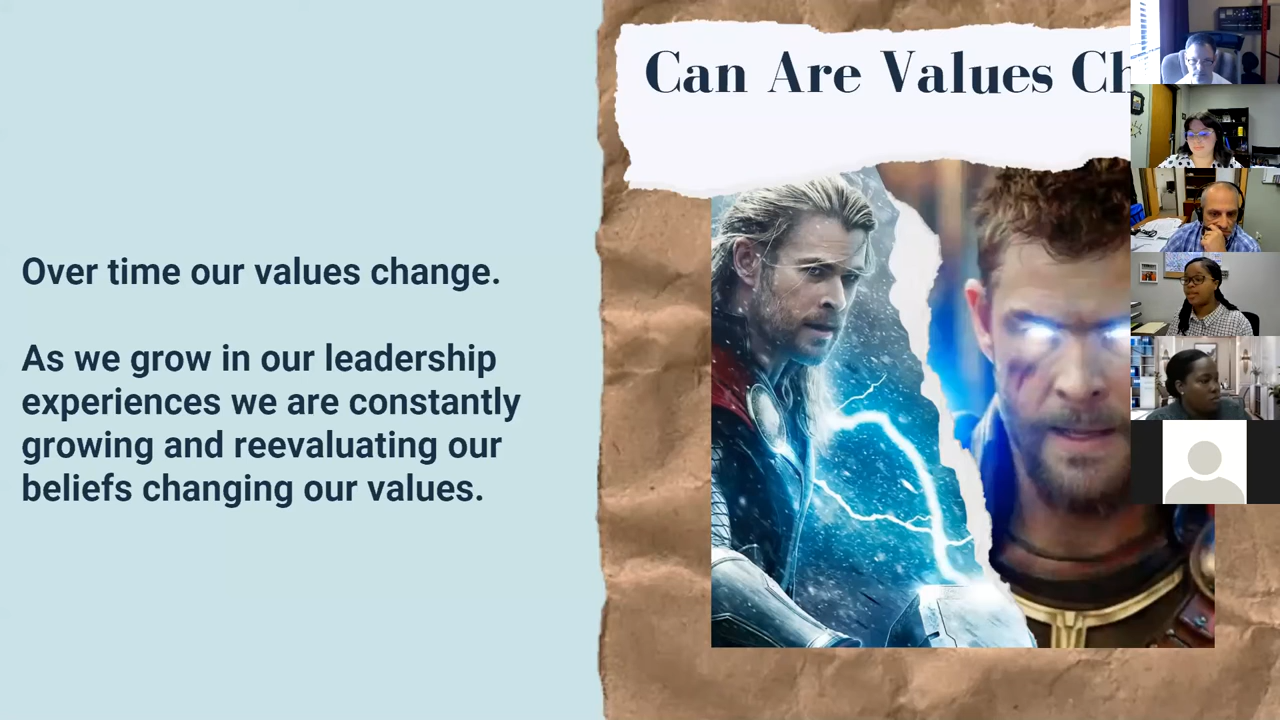 Can Are Values Ch
Over time our values change.
As we grow in our leadership
experiences we are constantly
growing and reevaluating our
beliefs changing our values.